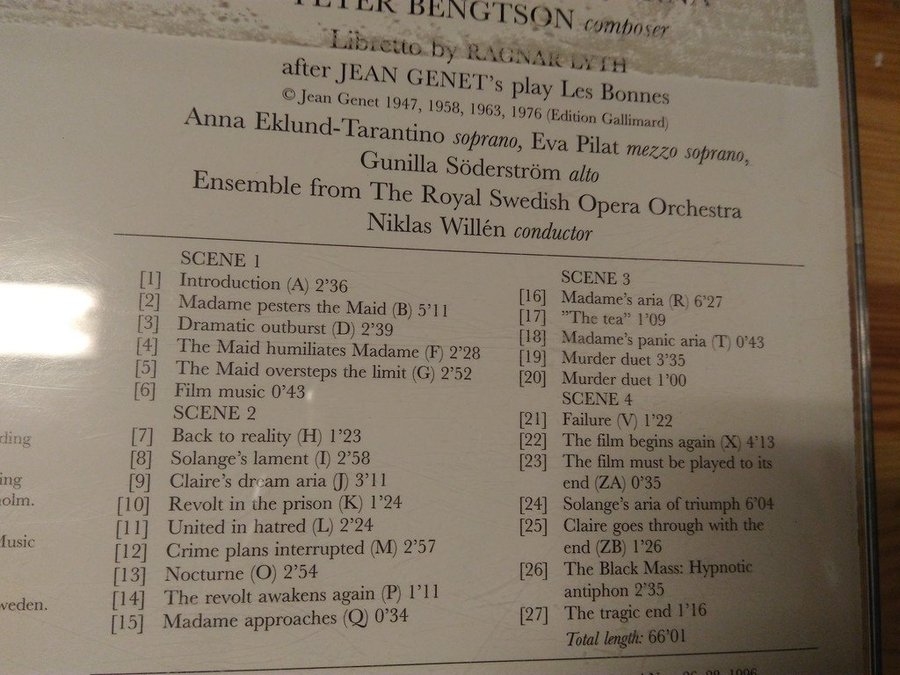 PETER BENGTSON composer
Libretto by RAGNAR LYTH
after JEAN GENET's play Les Bonnes
© Jean Genet 1947, 1958, 1963, 1976 (Edition Gallimard)
Anna Eklund-Tarantino soprano, Eva Pilat mezzo soprano,
Gunilla Söderström alto
Ensemble from The Royal Swedish Opera Orchestra
Niklas Willén conductor
SCENE 1
[1] Introduction (A) 2'36
[2] Madame pesters the Maid (B) 5'11
[3] Dramatic outburst (D) 2'39
[4] The Maid humiliates Madame (F) 2'28
[5] The Maid oversteps the limit (G) 2'52
[6] Film music 0'43
SCENE 2
[7] Back to reality (H) 1'23
[8] Solange's lament (I) 2'58
[9] Claire's dream aria (J) 3'11
[10] Revolt in the prison (K) 1'24
[11] United in hatred (L) 2'24
[12] Crime plans interrupted (M) 2'57
[13] Nocturne (O) 2'54
[14] The revolt awakens again (P) 1'11
[15] Madame approaches (Q) 0'34
SCENE 3
[16] Madame's aria (R) 6'27
[17] "The tea" 1'09
[18] Madame's panic aria (T) 0'43
[19] Murder duet 3'35
[20] Murder duet 1'00
SCENE 4
[21] Failure (V) 1'22
[22] The film begins again (X) 4'13
[23] The film must be played to its
end (ZA) 0'35
[24] Solange's aria of triumph 6'04
[25] Claire goes through with the
end (ZB) 1'26
[26] The Black Mass: Hypnotic
antiphon 2'35
[27] The tragic end 1'16
Total length: 66'01